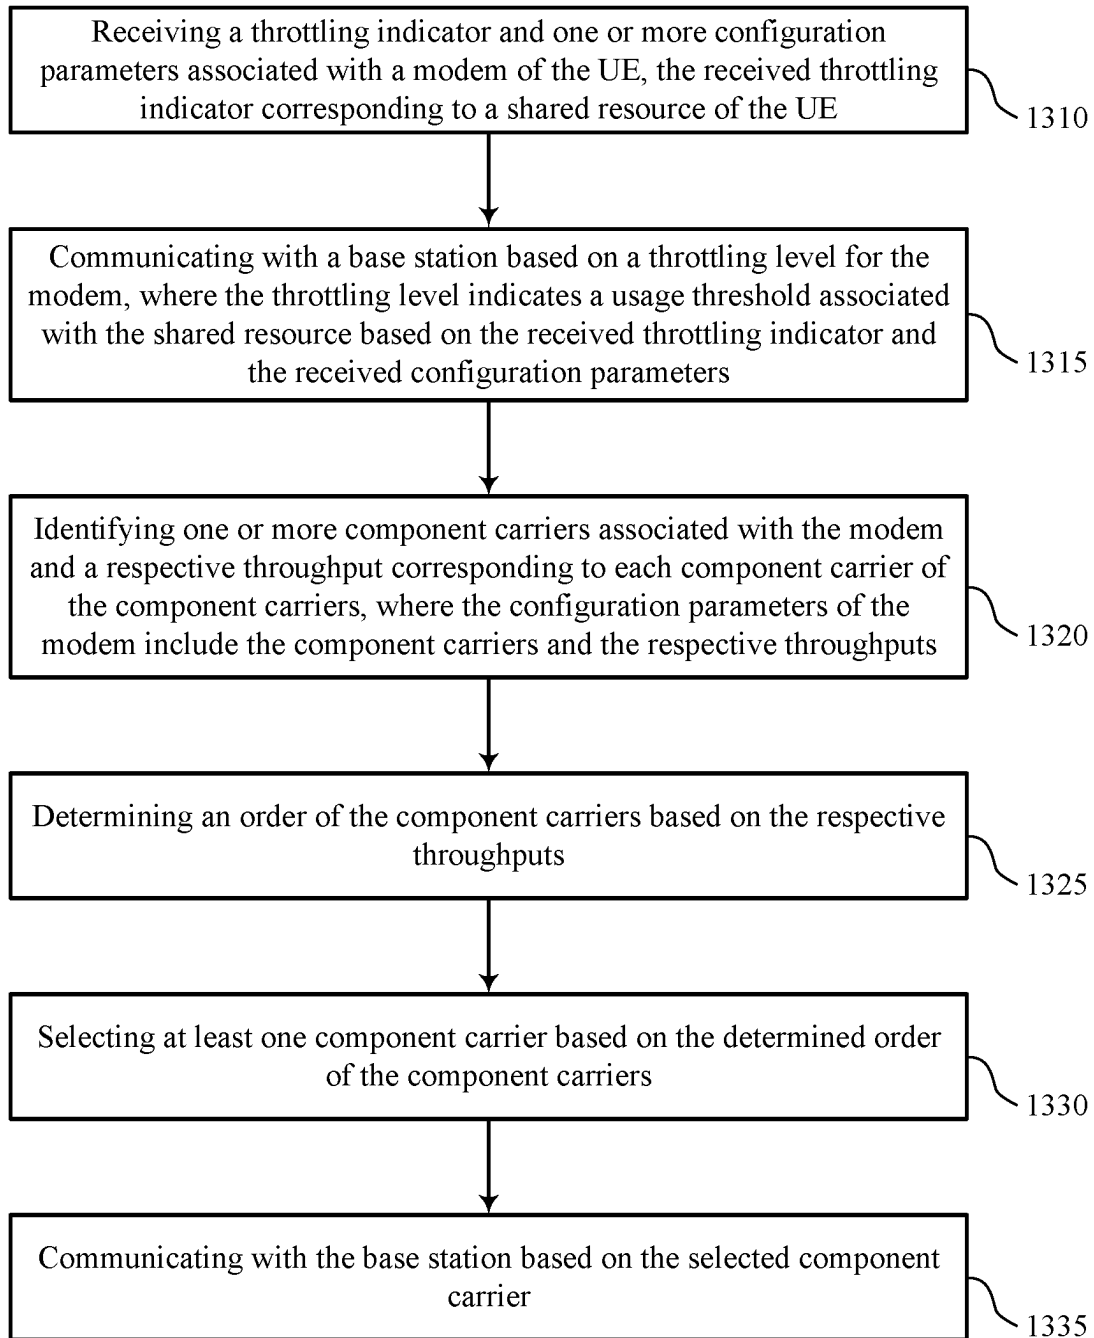 Receiving a throttling indicator and one or more configuration
parameters associated with a modem of the UE, the received throttling
indicator corresponding to a shared resource of the UE
1310
Communicating with a base station based on a throttling level for the
modem, where the throttling level indicates a usage threshold associated
with the shared resource based on the received throttling indicator and
the received configuration parameters
1315
Identifying one or more component carriers associated with the modem
and a respective throughput corresponding to each component carrier of
the component carriers, where the configuration parameters of the
modem include the component carriers and the respective throughputs
1320
Determining an order of the component carriers based on the respective
throughputs
1325
Selecting at least one component carrier based on the determined order
of the component carriers
1330
Communicating with the base station based on the selected component
carrier
1335